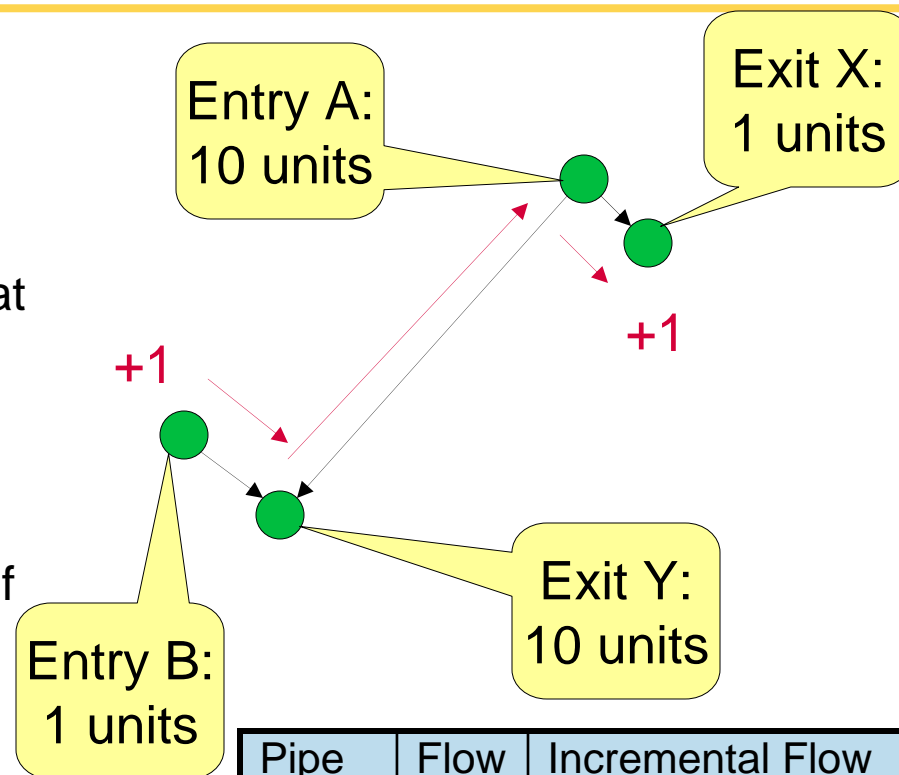 Entry A:
10 units
Exit X:
1 units
at
+1
+1
of
Exit Y:
10 units
Entry B:
1 units
Pipe Flow Incremental Flow